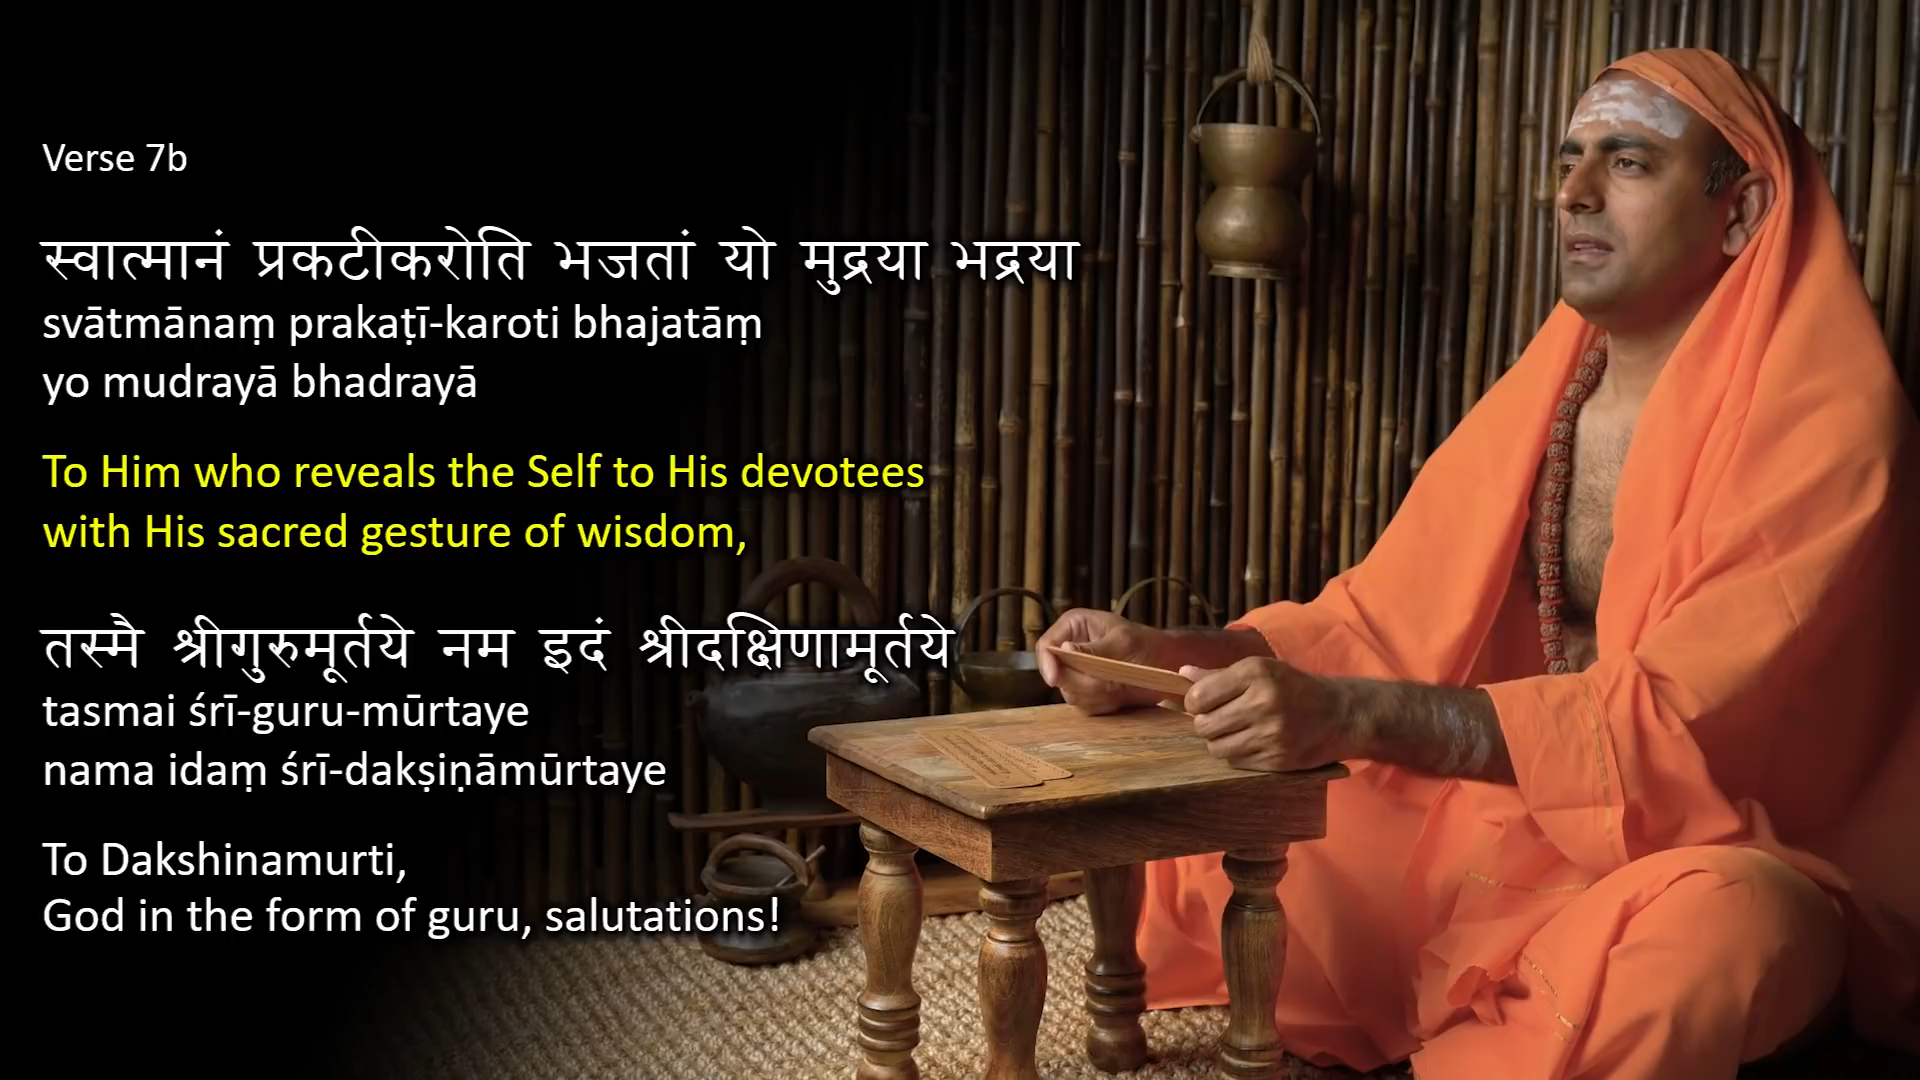 Verse 7b
स्वात्मानं प्रकटीकरोति भजतां यो मुद्रया भद्रया
svātmānaṃ prakaṭī-karoti bhajatāṃ
yo mudrayā bhadrayā
To Him who reveals the Self to His devotees
with His sacred gesture of wisdom,
तस्मै श्रीगुरुमूर्तये नम इदं श्रीदक्षिणामूर्तये
tasmai śrī-guru-mūrtaye
nama idaṃ śrī-dakṣiṇāmūrtaye
To Dakshinamurti,
God in the form of guru, salutations!